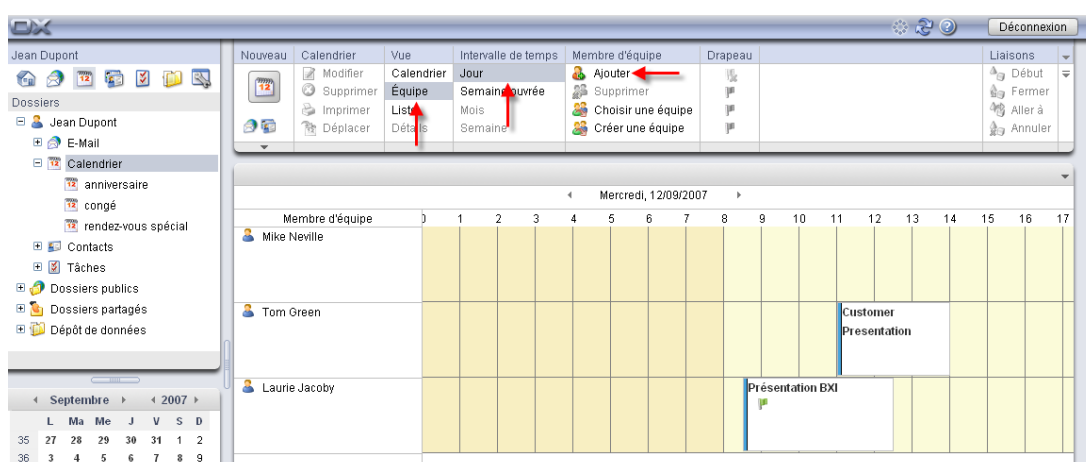 OX
Déconnexion
Jean Dupont
Dossiers
Jean Dupont
E-Mail
Calendrier
anniversaire
congé
rendez-vous spécial
Contacts
Tâches
Dossiers publics
Dossiers partagés
Dépôt de données
Septembre 2007
L Ma Me J V S D
35 27 28 29 30 31 1 2
36 3 4 5 6 7 8 9
Nouveau Calendrier Vue Intervalle de temps Membre d'équipe Drapeau Liaisons
Modifier Calendrier Jour Ajouter Début
Supprimer Équipe Semaine ouvrée Supprimer Fermer
Imprimer Liste Mois Choisir une équipe Aller à
Déplacer Détails Semaine Créer une équipe Annuler
Mercredi, 12/09/2007
Membre d'équipe 1 2 3 4 5 6 7 8 9 10 11 12 13 14 15 16 17
Mike Neville
Tom Green
Customer
Presentation
Laurie Jacoby
Présentation BXI